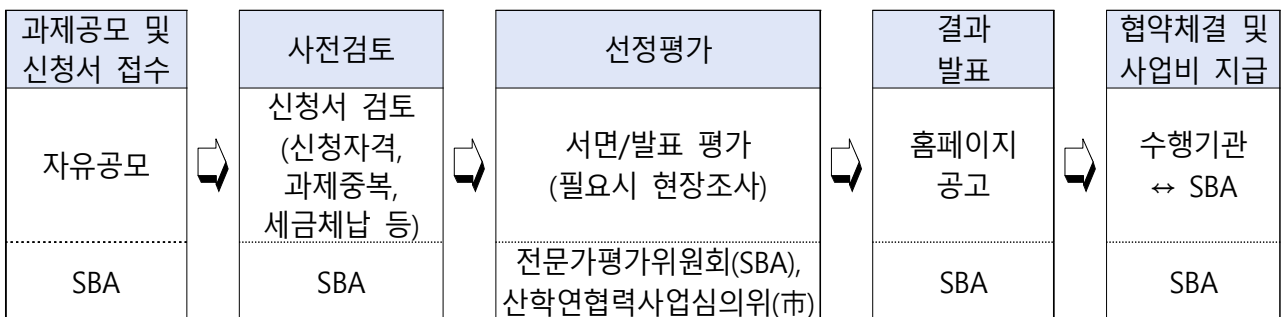 과제공모 및
신청서 접수
자유공모
SBA
사전검토
신청서 검토
(신청자격,
과제중복,
세금체납 등)
SBA
선정평가
서면/발표 평가
(필요시 현장조사)
전문가평가위원회(SBA),
산학연협력사업심의위(市)
결과
발표
홈페이지
공고
SBA
협약체결 및
사업비 지급
수행기관
↔ SBA
SBA